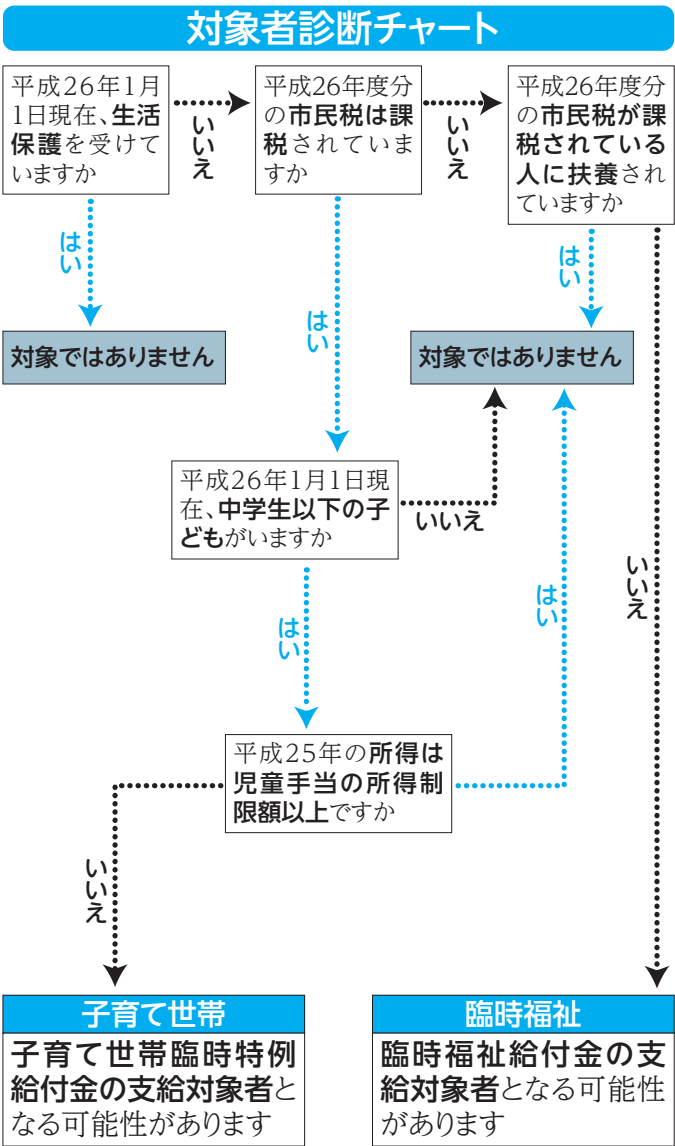 対象者診断チャート
平成26年1月
1日現在、生活
保護を受けて
いますか
いいえ
平成26年度分
の市民税は課
税されていま
すか
いいえ
平成26年度分
の市民税が課
税されている
人に扶養され
ていますか
はい
はい
はい
対象ではありません
対象ではありません
平成26年1月1日現
在、中学生以下の子
どもがいますか
いいえ
はい
はい
いいえ
平成25年の所得は
児童手当の所得制
限額以上ですか
いいえ
子育て世帯
子育て世帯臨時特例
給付金の支給対象者と
なる可能性があります
臨時福祉
臨時福祉給付金の支
給対象者となる可能性
があります